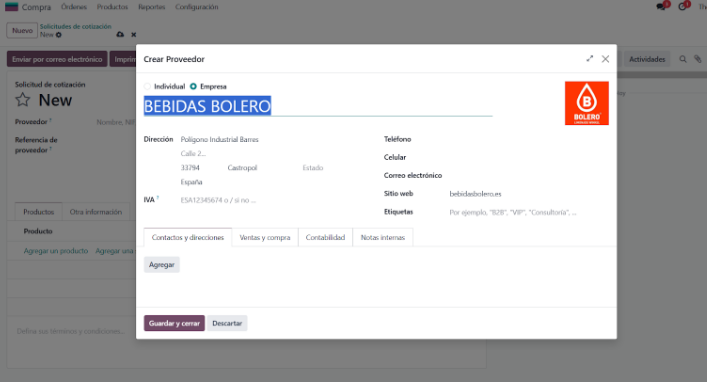 Compra Órdenes Productos Reportes Configuración
Nuevo Solicitudes de cotización
New
Enviar por correo electrónico Imprim Actividades
Crear Proveedor
Individual Empresa
BEBIDAS BOLERO
B
BOLERO
Solicitud de cotización
New
Proveedor ? Nombre, NIF
Referencia de
proveedor ?
Dirección Polígono Industrial Barres
Calle 2...
33794 Castropol Estado
España
IVA ? ESA12345674 o / si no ...
Teléfono
Celular
Correo electrónico
Sitio web bebidasbolero.es
Etiquetas Por ejemplo, "B2B", "VIP", "Consultoría", ...
Productos Otra información
Contactos y direcciones Ventas y compra Contabilidad Notas internas
Producto
Agregar un producto Agregar una
Agregar
Guardar y cerrar Descartar
Defina sus términos y condiciones...